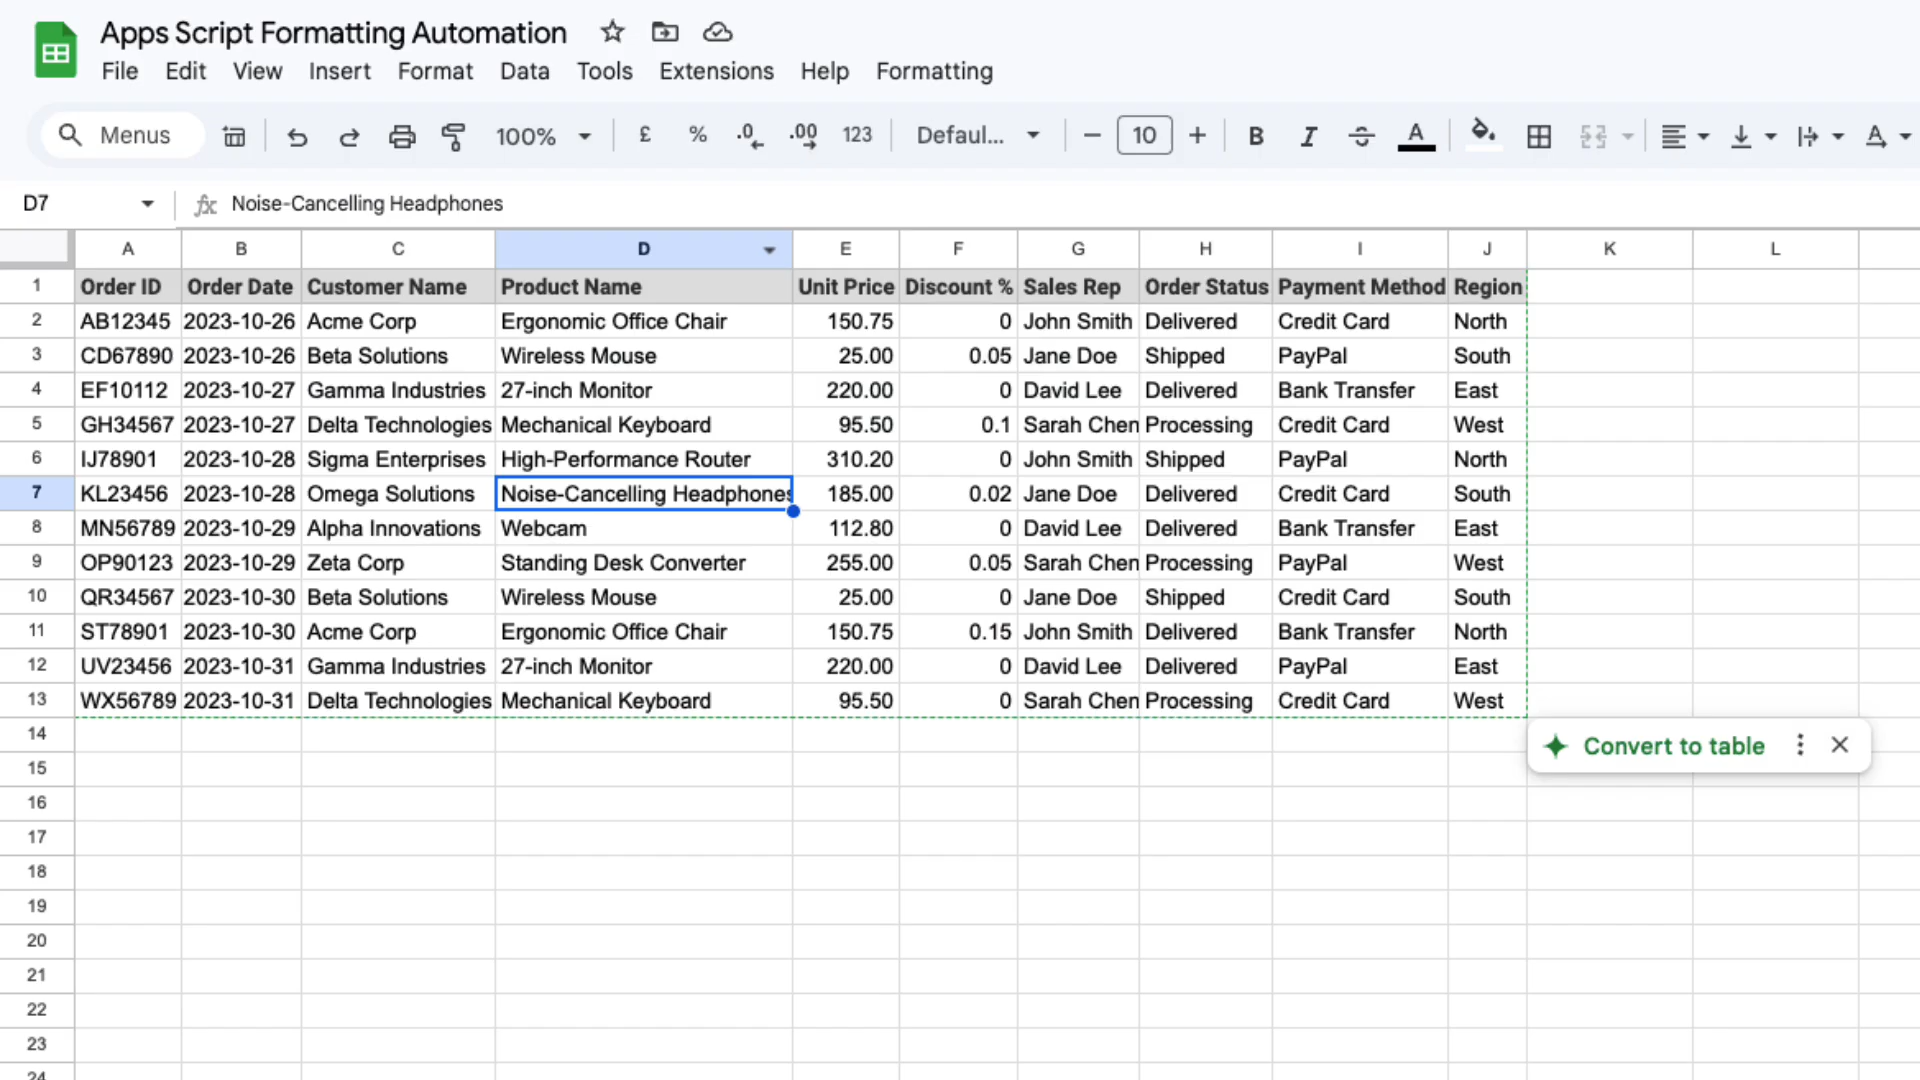 Apps Script Formatting Automation
File Edit View Insert Format Data Tools Extensions Help Formatting
Menus 100% £ % .0 .00 123 Defaul... 10 B I A A
D7 fx Noise-Cancelling Headphones
A B C D E F G H I J K L
1 Order ID Order Date Customer Name Product Name Unit Price Discount % Sales Rep Order Status Payment Method Region
2 AB12345 2023-10-26 Acme Corp Ergonomic Office Chair 150.75 0 John Smith Delivered Credit Card North
3 CD67890 2023-10-26 Beta Solutions Wireless Mouse 25.00 0.05 Jane Doe Shipped PayPal South
4 EF10112 2023-10-27 Gamma Industries 27-inch Monitor 220.00 0 David Lee Delivered Bank Transfer East
5 GH34567 2023-10-27 Delta Technologies Mechanical Keyboard 95.50 0.1 Sarah Chen Processing Credit Card West
6 IJ78901 2023-10-28 Sigma Enterprises High-Performance Router 310.20 0 John Smith Shipped PayPal North
7 KL23456 2023-10-28 Omega Solutions Noise-Cancelling Headphones 185.00 0.02 Jane Doe Delivered Credit Card South
8 MN56789 2023-10-29 Alpha Innovations Webcam 112.80 0 David Lee Delivered Bank Transfer East
9 OP90123 2023-10-29 Zeta Corp Standing Desk Converter 255.00 0.05 Sarah Chen Processing PayPal West
10 QR34567 2023-10-30 Beta Solutions Wireless Mouse 25.00 0 Jane Doe Shipped Credit Card South
11 ST78901 2023-10-30 Acme Corp Ergonomic Office Chair 150.75 0.15 John Smith Delivered Bank Transfer North
12 UV23456 2023-10-31 Gamma Industries 27-inch Monitor 220.00 0 David Lee Delivered PayPal East
13 WX56789 2023-10-31 Delta Technologies Mechanical Keyboard 95.50 0 Sarah Chen Processing Credit Card West
14
Convert to table
15
16
17
18
19
20
21
22
23
24